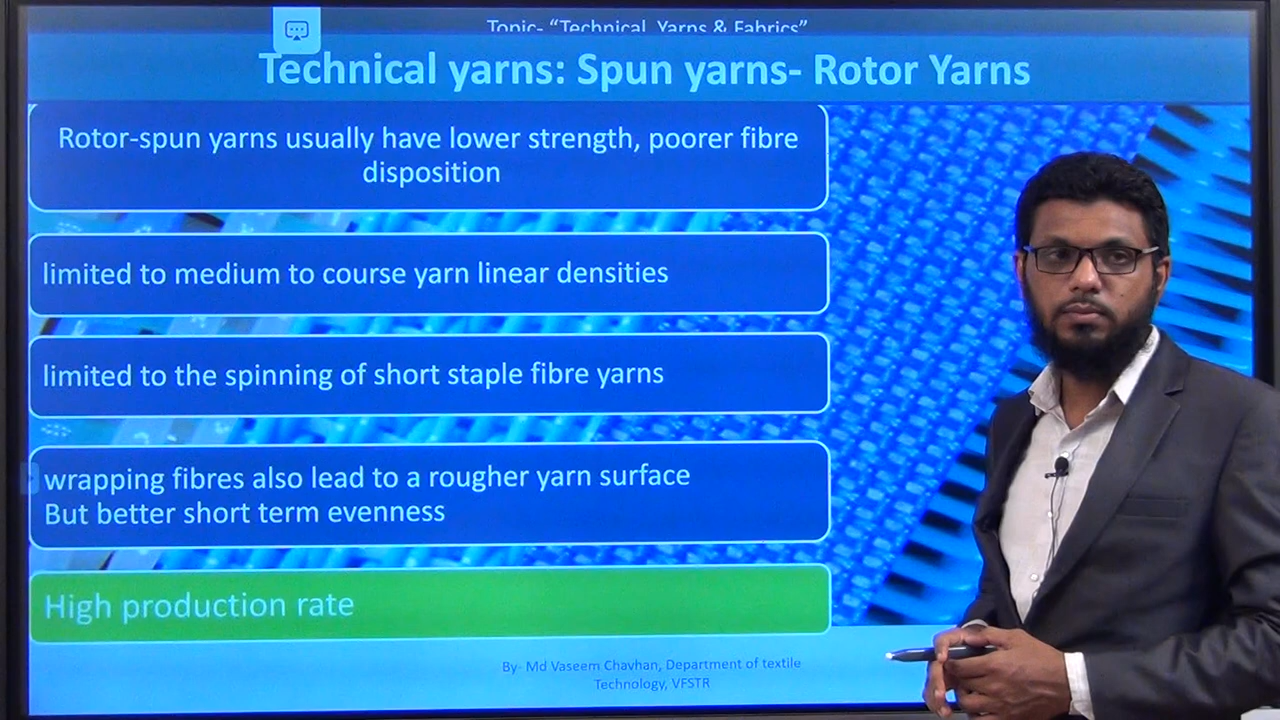 Topic- “Technical Yarns & Fabrics”
Technical yarns: Spun yarns- Rotor Yarns
Rotor-spun yarns usually have lower strength, poorer fibre
disposition
limited to medium to course yarn linear densities
limited to the spinning of short staple fibre yarns
wrapping fibres also lead to a rougher yarn surface
But better short term evenness
High production rate
By- Md Vaseem Chavhan, Department of textile
Technology, VFSTR